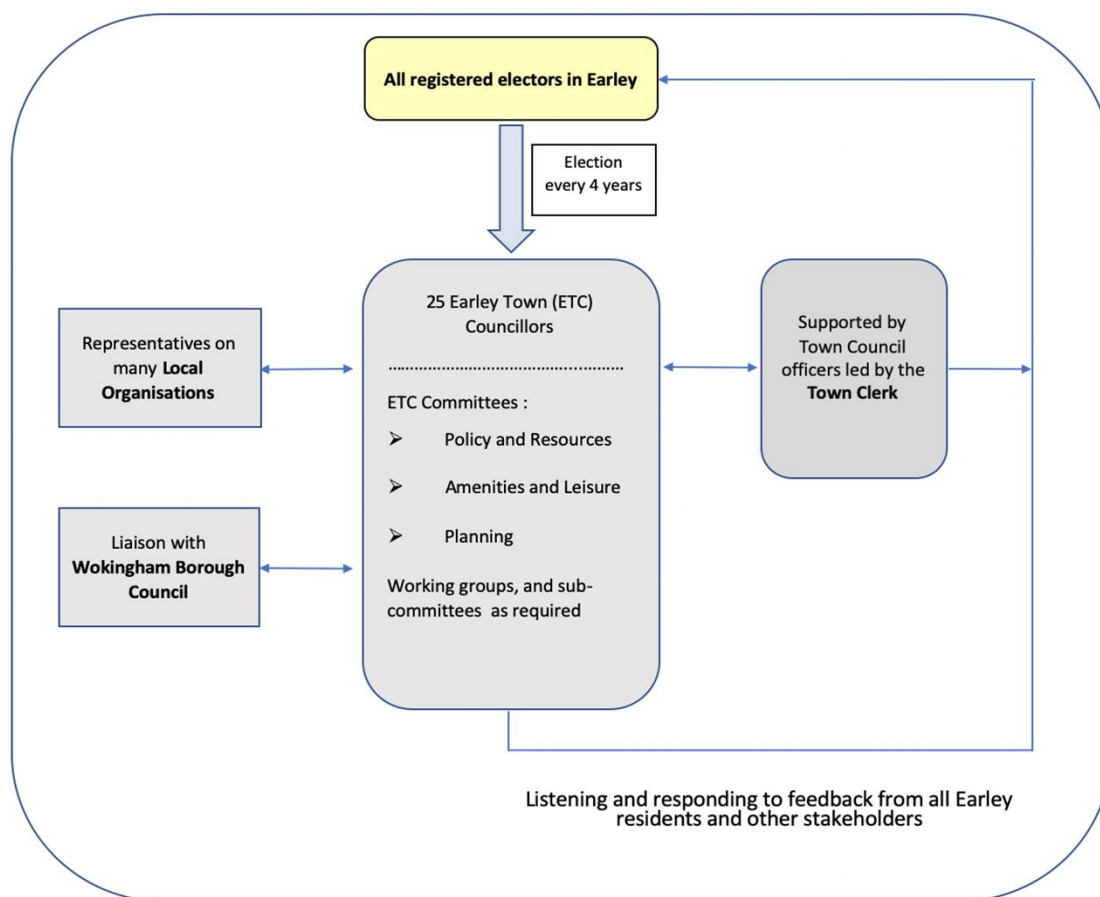 All registered electors in Earley
Election
every 4 years
25 Earley Town (ETC)
Councillors
ETC Committees :
➤ Policy and Resources
➤ Amenities and Leisure
➤ Planning
Working groups, and sub-
committees as required
Representatives on
many Local
Organisations
Liaison with
Wokingham Borough
Council
Supported by
Town Council
officers led by the
Town Clerk
Listening and responding to feedback from all Earley
residents and other stakeholders